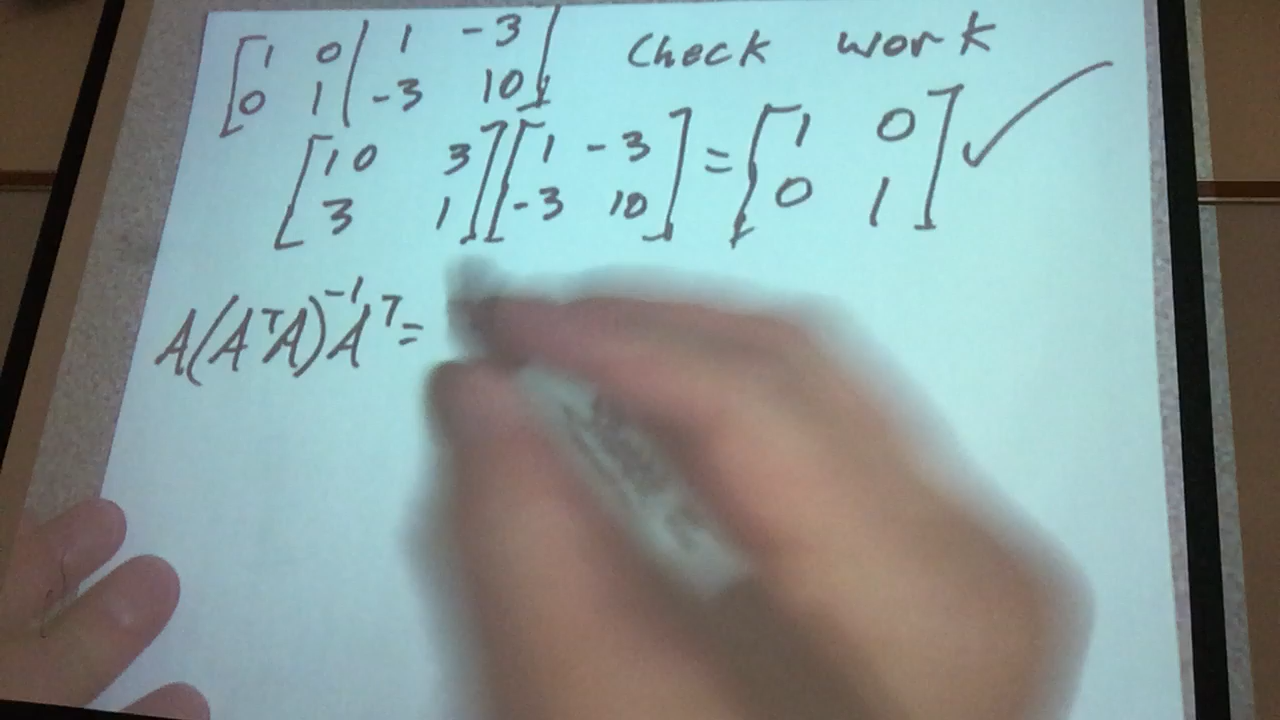 [1 0 | 1 -3]
[0 1 | -3 10]
Check work
[10 3][1 -3] = [1 0] ✓
[3 1][-3 10] [0 1]
A(AᵀA)⁻¹Aᵀ=